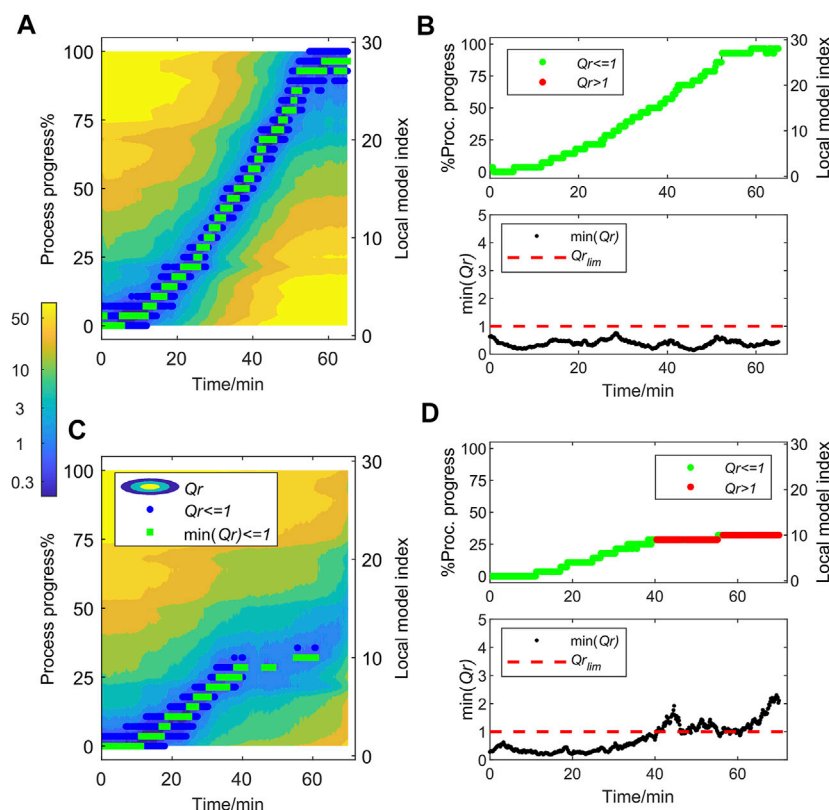 A
Process progress%
100
75
50
25
0
30
20
10
0
Local model index
0
20
40
60
Time/min
50
10
3
1
0.3
B
%Proc. progress
100
75
50
25
0
Qr<=1
Qr>1
30
20
10
0
Local model index
0
20
40
60
min(Qr)
5
4
3
2
1
0
min(Qr)
Qrlim
0
20
40
60
Time/min
C
Process progress%
100
75
50
25
0
Qr
Qr<=1
min(Qr)<=1
30
20
10
0
Local model index
0
20
40
60
Time/min
D
%Proc. progress
100
75
50
25
0
Qr<=1
Qr>1
30
20
10
0
Local model index
0
20
40
60
min(Qr)
5
4
3
2
1
0
min(Qr)
Qrlim
0
20
40
60
Time/min